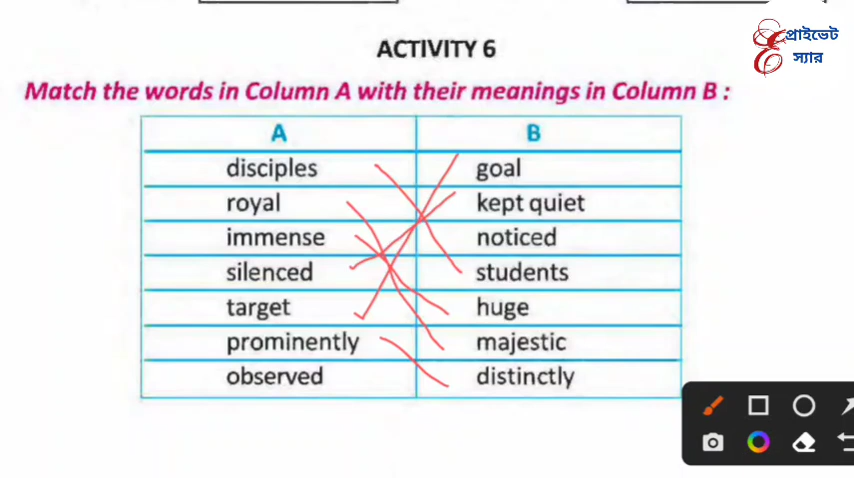 প্রাইভেট
স্যার
ACTIVITY 6
Match the words in Column A with their meanings in Column B :
A B
disciples goal
royal kept quiet
immense noticed
silenced students
target huge
prominently majestic
observed distinctly